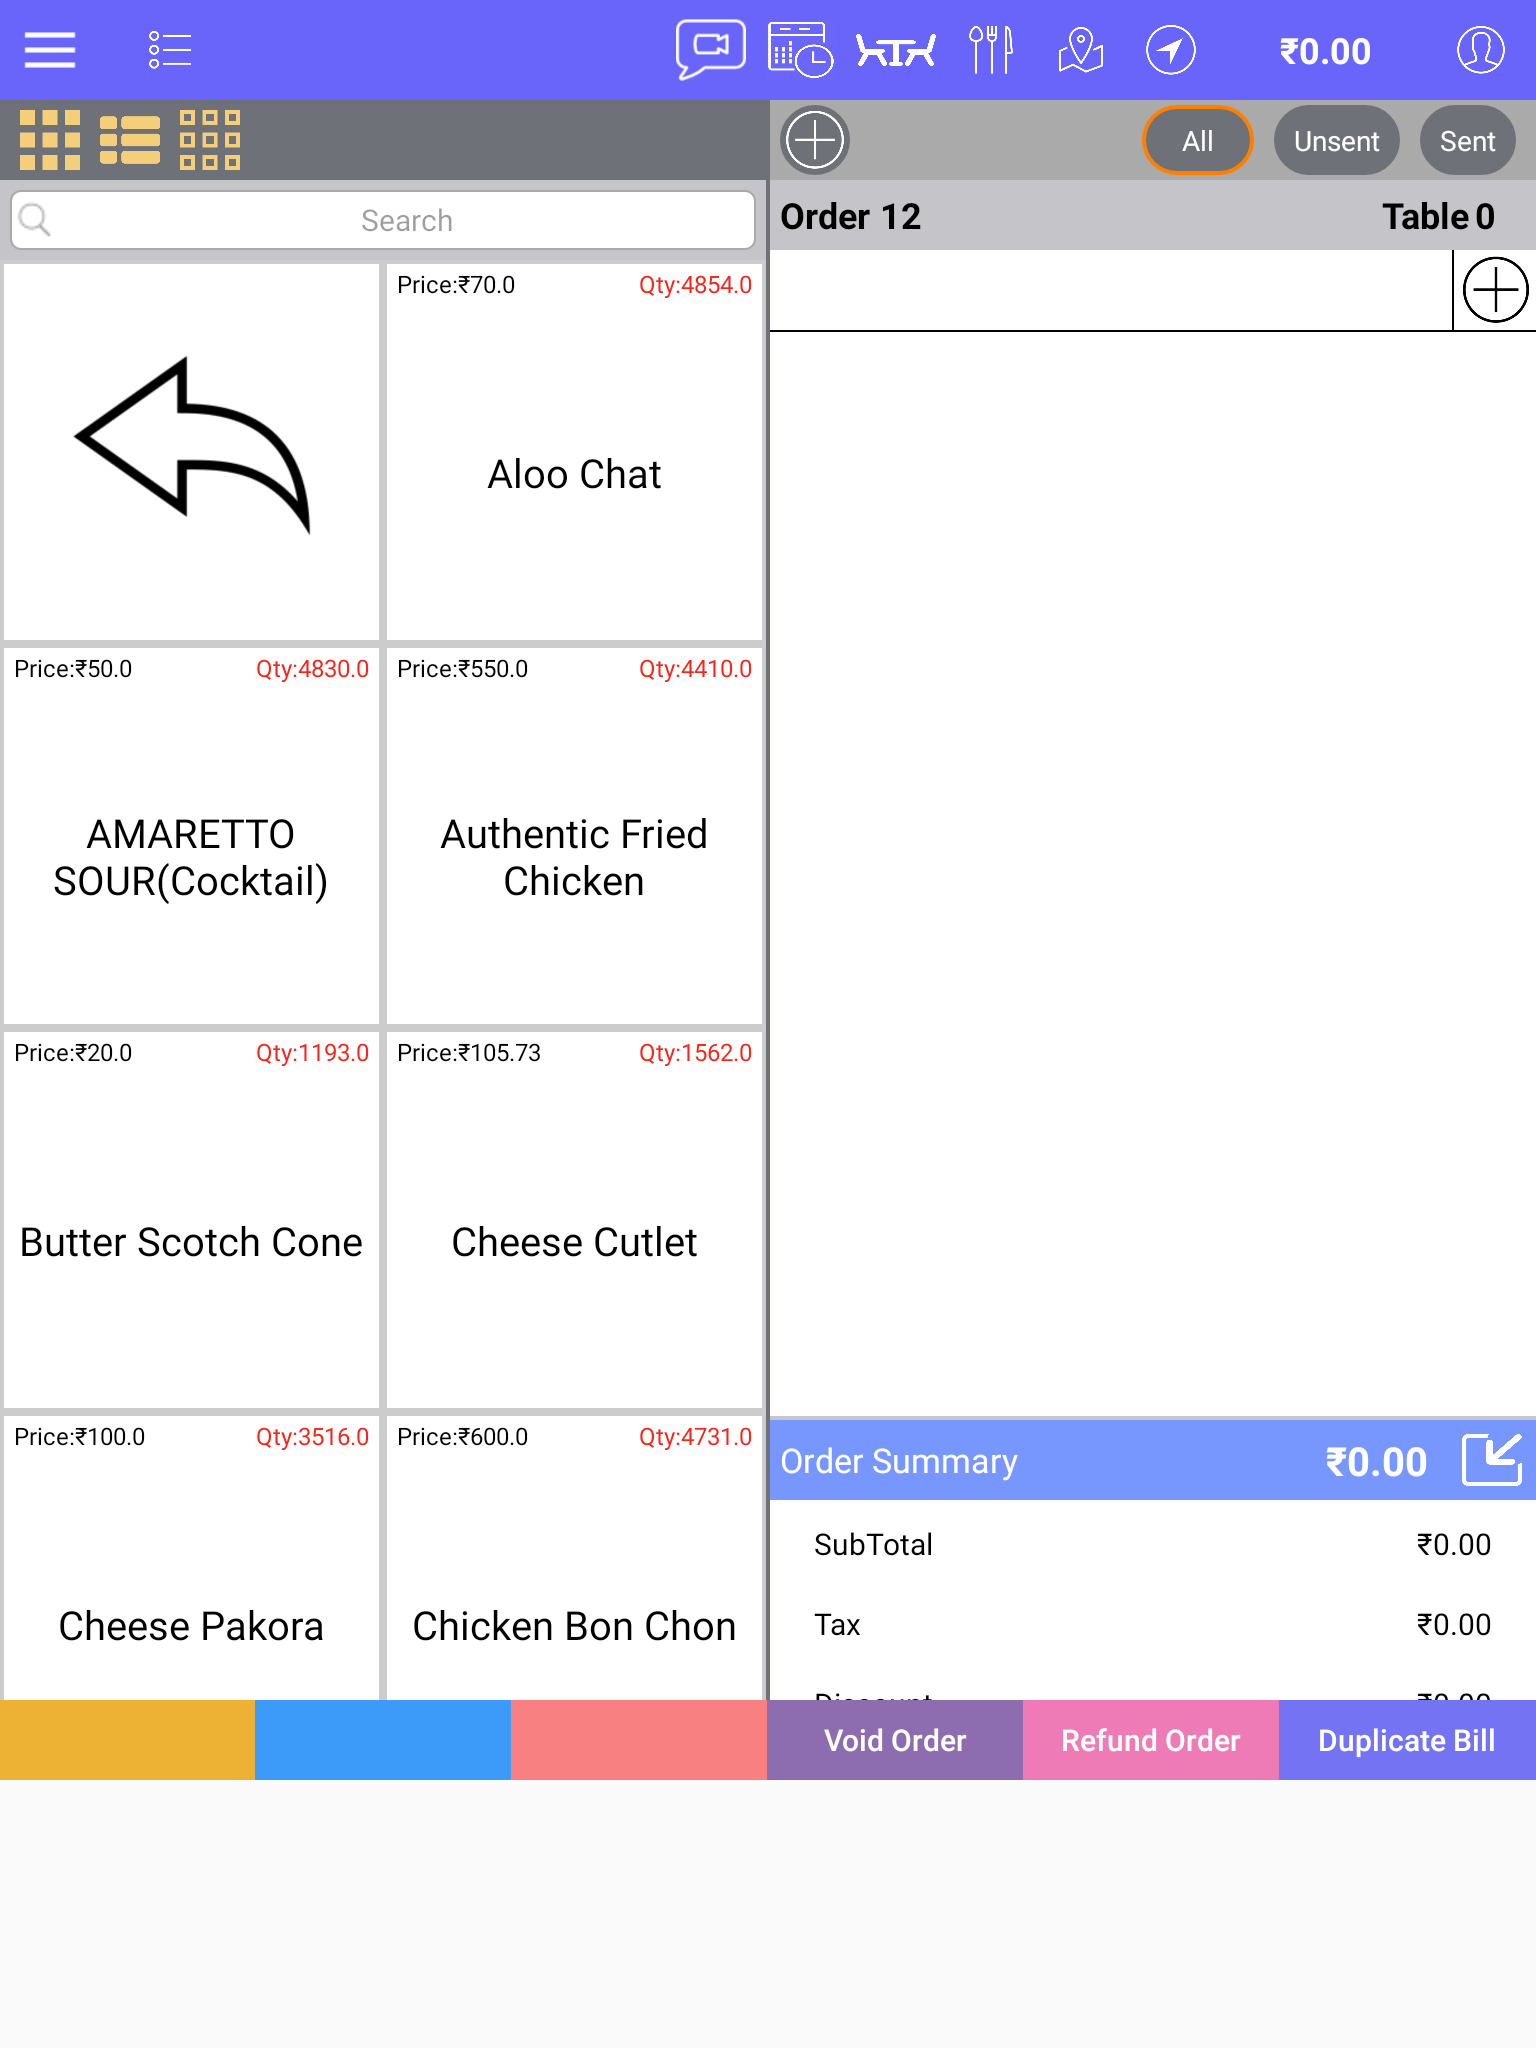 ₹0.00
All
Unsent
Sent
Search
Order 12
Table 0
Price:₹70.0
Qty:4854.0
Aloo Chat
Price:₹50.0
Qty:4830.0
AMARETTO
SOUR(Cocktail)
Price:₹550.0
Qty:4410.0
Authentic Fried
Chicken
Price:₹20.0
Qty:1193.0
Butter Scotch Cone
Price:₹105.73
Qty:1562.0
Cheese Cutlet
Price:₹100.0
Qty:3516.0
Cheese Pakora
Price:₹600.0
Qty:4731.0
Chicken Bon Chon
Order Summary
₹0.00
SubTotal
₹0.00
Tax
₹0.00
Discount
₹0.00
Void Order
Refund Order
Duplicate Bill